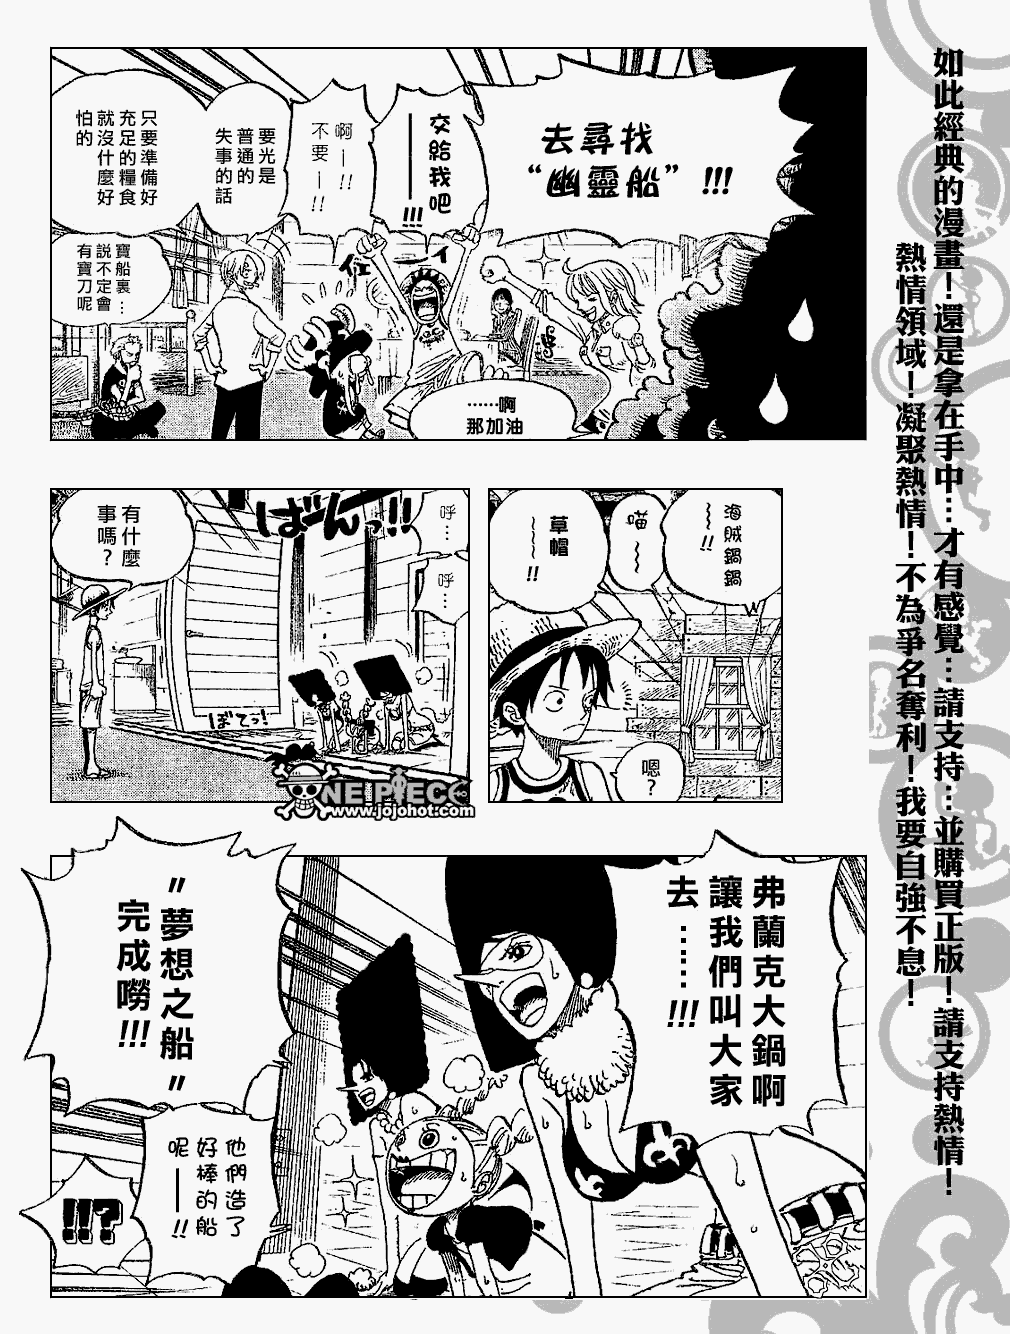 如此經典的漫畫！還是拿在手中…才有感覺…請支持…並購買正版！請支持熱情！
熱情領域！凝聚熱情！不為爭名奪利！我要自強不息！
去尋找
“幽靈船”!!!
交給我吧
——!!!
啊—!!
不要—!!
要光是
普通的
失事的話
只要準備好
充足的糧食
就沒什麼好
怕的
寶船裏…
說不定會
有寶刀呢
……啊
那加油
海賊鍋鍋
~~!!
喵~~
草帽
~~~!!
嗯?
呼…
呼…
ばーんっ!!
有什麼
事嗎?
ぼてっ!
ONE PIECE
www.jojohot.com
弗蘭克大鍋啊
讓我們叫大家
去……!!!
"夢想之船"
完成嘮!!!
他們造了
好棒的船
呢——!!
!!?